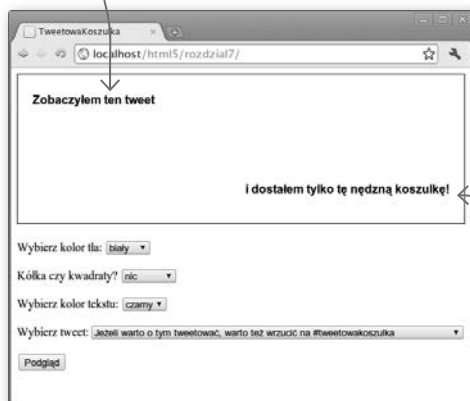 TweetowaKoszulka
localhost/html5/rozdzial7/
Zobaczyłem ten tweet
i dostałem tylko tę nędzną koszulkę!
Wybierz kolor tła: biały
Kółka czy kwadraty? nic
Wybierz kolor tekstu: czarny
Wybierz tweet: Jeżeli warto o tym tweetować, warto też wrzucić na #tweetowakoszulka
Podgląd